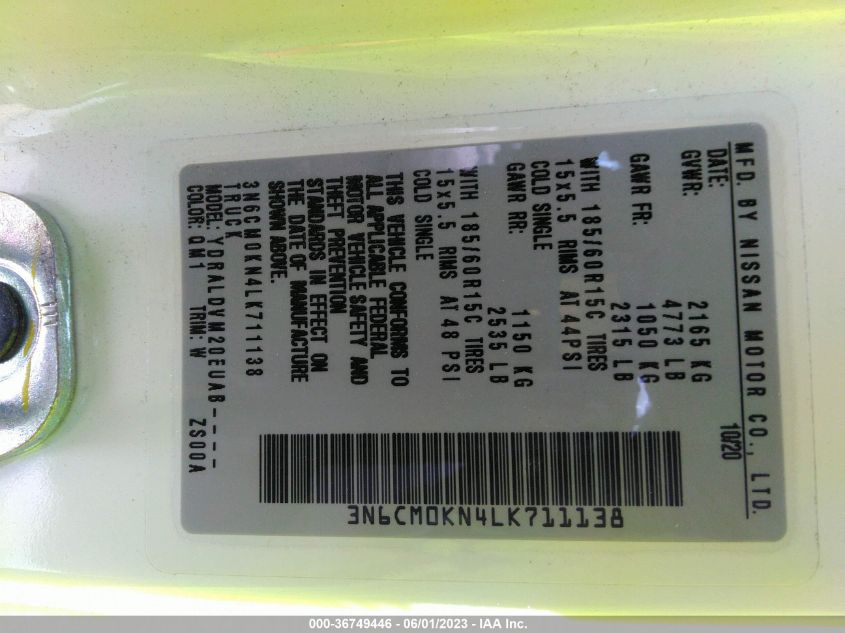 MFD. BY NISSAN MOTOR CO., LTD.
DATE: 10/20
GVWR: 2165 KG
4773 LB
GAWR FR: 1050 KG
2315 LB
WITH 185/60R15C TIRES
15x5.5 RIMS AT 44PSI
COLD SINGLE
GAWR RR: 1150 KG
2535 LB
WITH 185/60R15C TIRES
15x5.5 RIMS AT 48 PSI
COLD SINGLE
THIS VEHICLE CONFORMS TO
ALL APPLICABLE FEDERAL
MOTOR VEHICLE SAFETY AND
THEFT PREVENTION
STANDARDS IN EFFECT ON
THE DATE OF MANUFACTURE
SHOWN ABOVE.
3N6CM0KN4LK711138
TRUCK
MODEL: YDRALDVM20EUAB----
COLOR: QM1 TRIM: W ZS00A
3N6CM0KN4LK711138
000-36749446 - 06/01/2023 - IAA Inc.